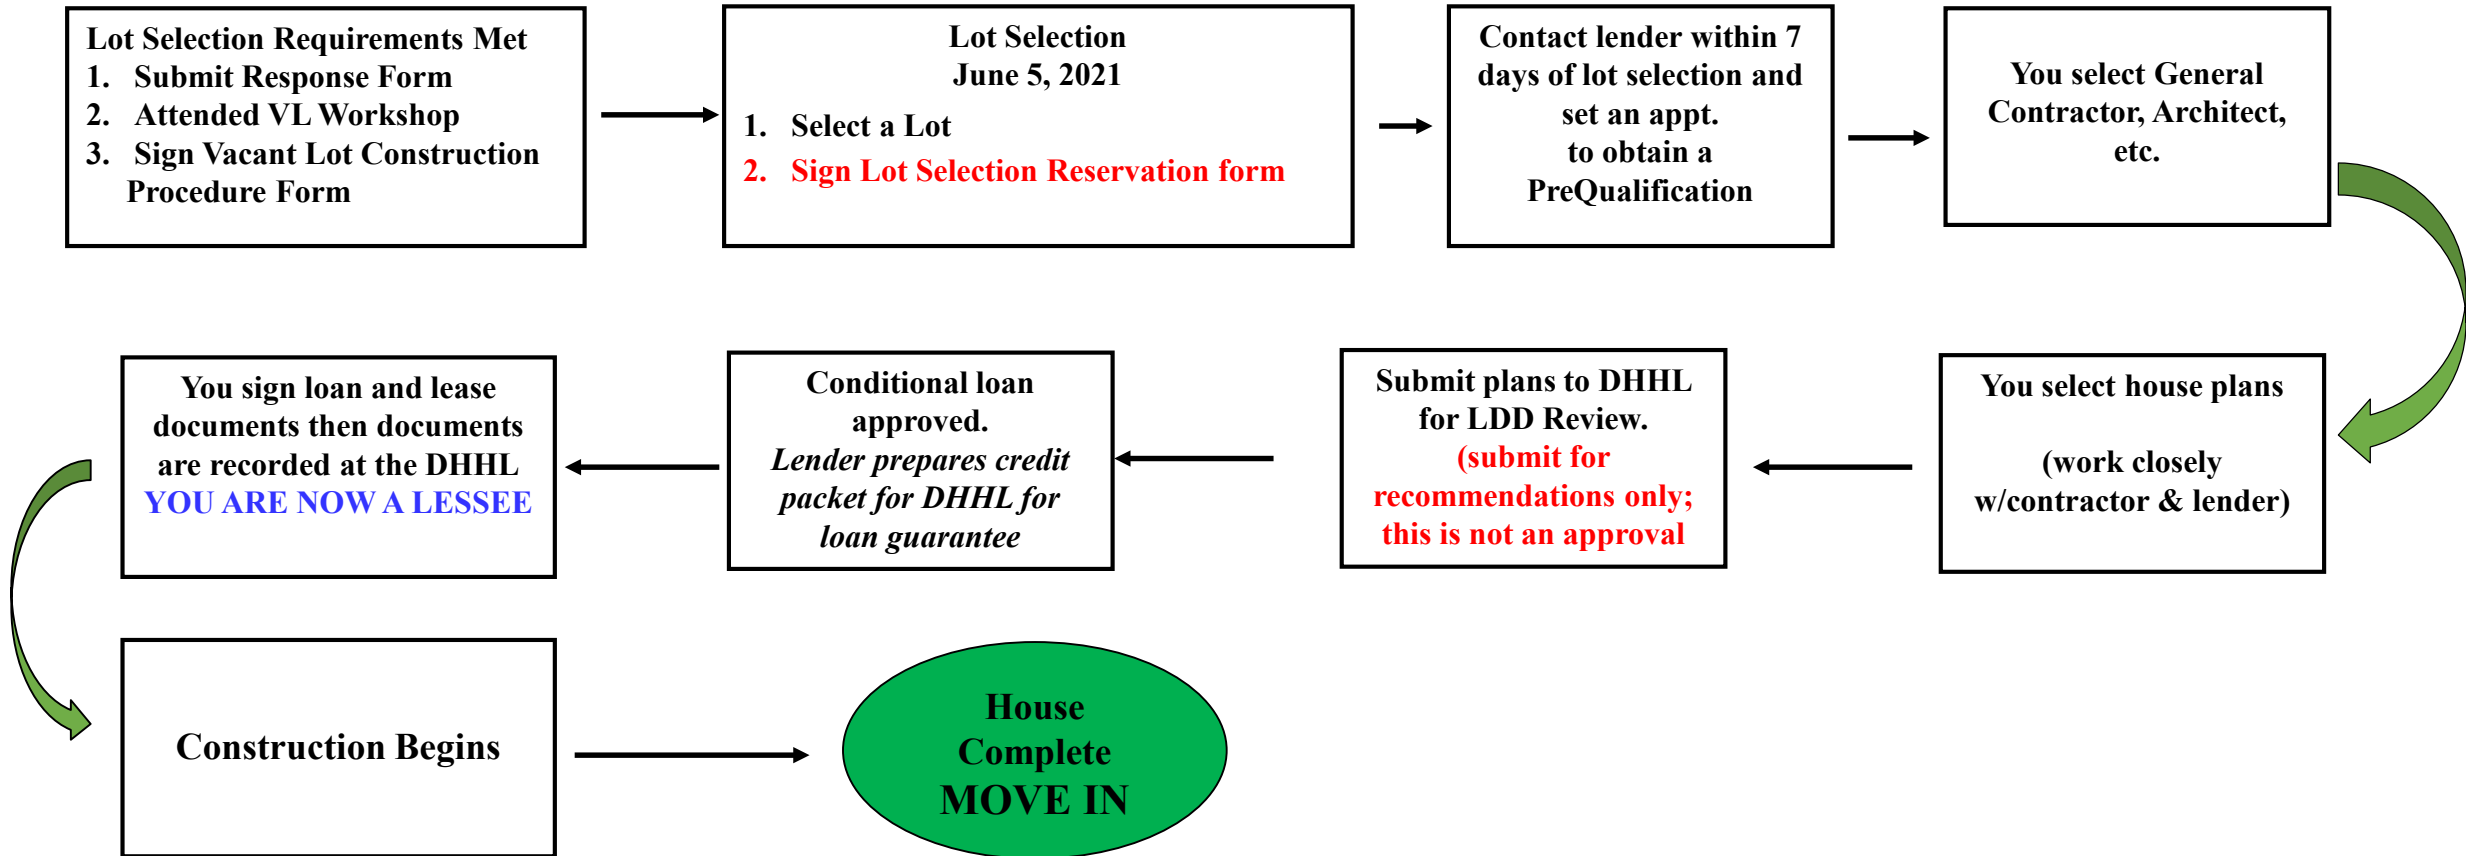 Lot Selection Requirements Met
1. Submit Response Form
2. Attended VL Workshop
3. Sign Vacant Lot Construction
Procedure Form
Lot Selection
June 5, 2021
1. Select a Lot
2. Sign Lot Selection Reservation form
Contact lender within 7
days of lot selection and
set an appt.
to obtain a
PreQualification
You select General
Contractor, Architect,
etc.
You select house plans
(work closely
w/contractor & lender)
Submit plans to DHHL
for LDD Review.
(submit for
recommendations only;
this is not an approval
Conditional loan
approved.
Lender prepares credit
packet for DHHL for
loan guarantee
You sign loan and lease
documents then documents
are recorded at the DHHL
YOU ARE NOW A LESSEE
Construction Begins
House
Complete
MOVE IN